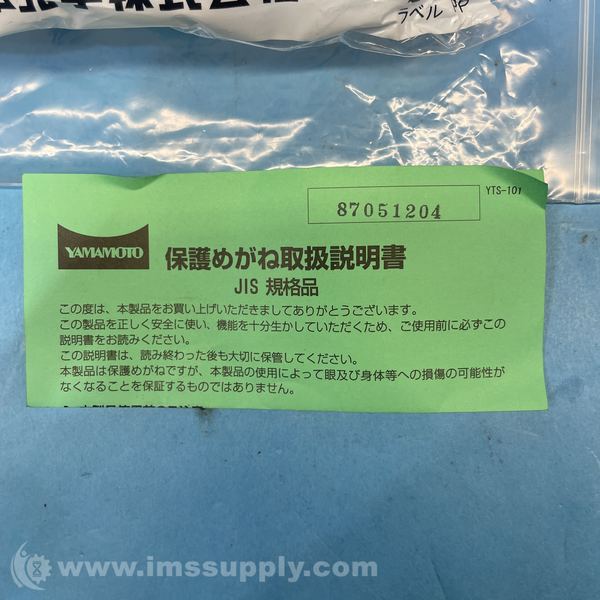 株式会社
ラベル PP
YTS-101
87051204
YAMAMOTO
保護めがね取扱説明書
JIS 規格品
この度は、本製品をお買い上げいただきましてありがとうございます。
この製品を正しく安全に使い、機能を十分生かしていただくため、ご使用前に必ずこの
説明書をお読みください。
この説明書は、読み終わった後も大切に保管してください。
本製品は保護めがねですが、本製品の使用によって眼及び身体等への損傷の可能性が
なくなることを保証するものではありません。
www.imssupply.com